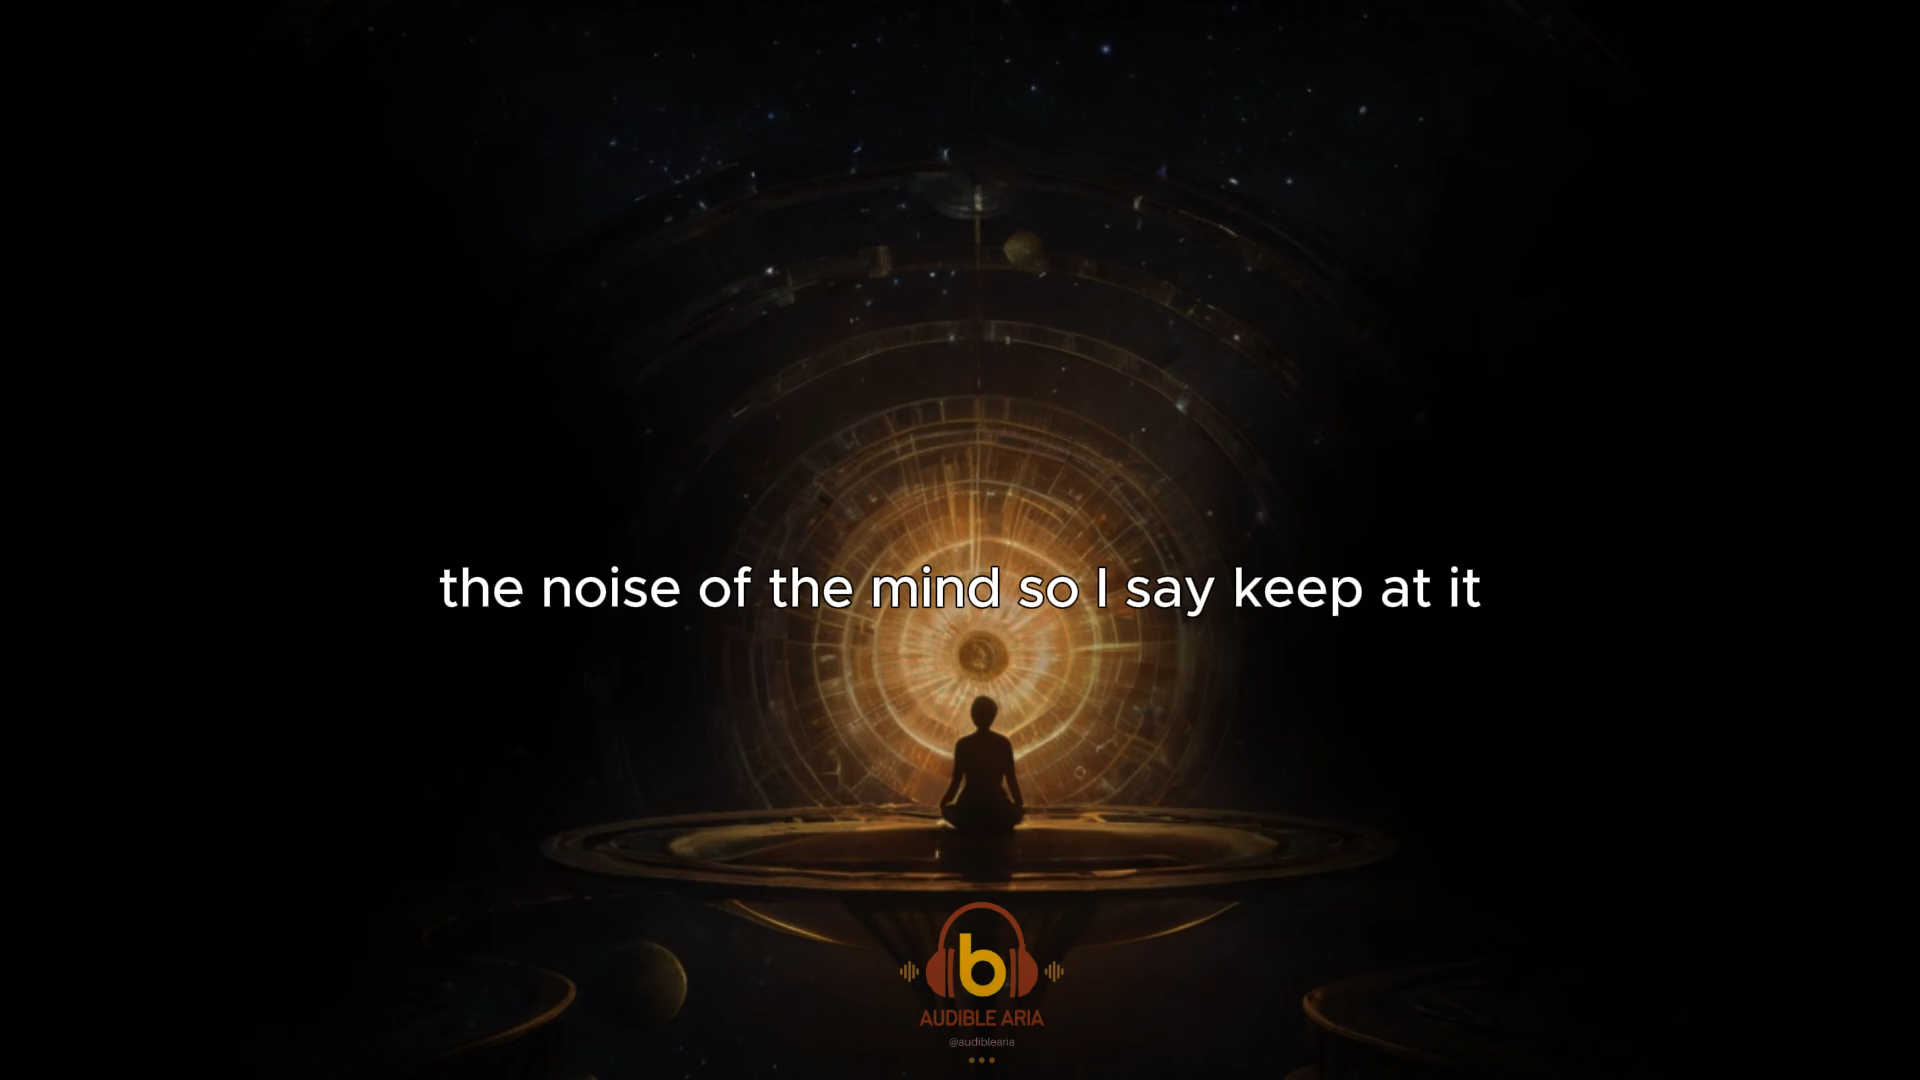 the noise of the mind so I say keep at it
b
AUDIBLE ARIA
@audiblearia